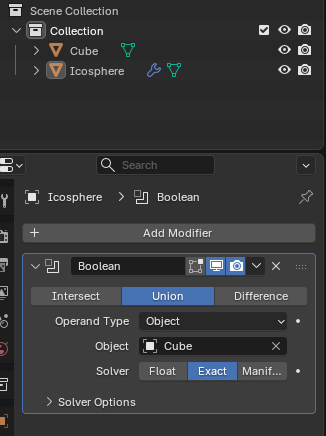 Scene Collection
Collection
Cube
Icosphere
Search
Icosphere > Boolean
+ Add Modifier
Boolean
Intersect Union Difference
Operand Type Object
Object Cube
Solver Float Exact Manif...
Solver Options